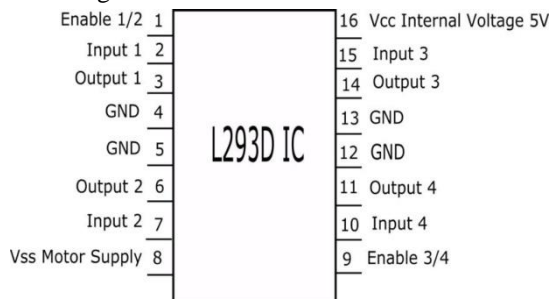 Enable 1/2 1
Input 1 2
Output 1 3
GND 4
GND 5
Output 2 6
Input 2 7
Vss Motor Supply 8
L293D IC
16 Vcc Internal Voltage 5V
15 Input 3
14 Output 3
13 GND
12 GND
11 Output 4
10 Input 4
9 Enable 3/4